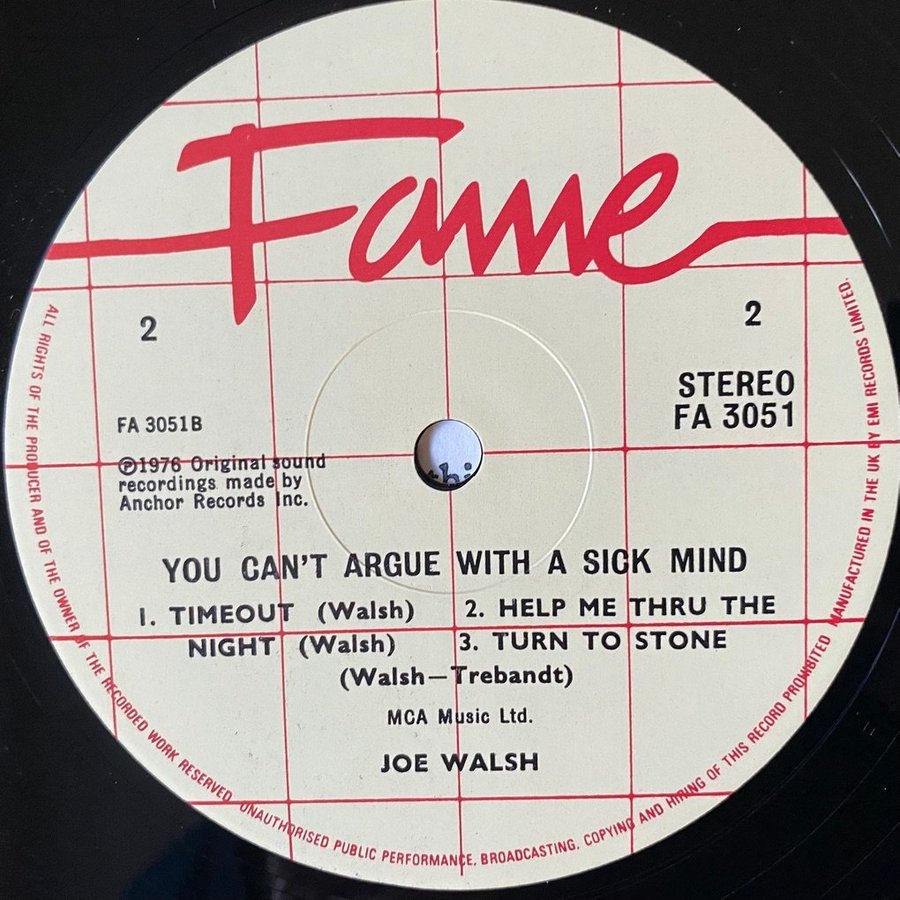 Fame
2
2
STEREO
FA 3051
FA 3051B
℗1976 Original sound
recordings made by
Anchor Records Inc.
YOU CAN'T ARGUE WITH A SICK MIND
1. TIMEOUT (Walsh) 2. HELP ME THRU THE
NIGHT (Walsh) 3. TURN TO STONE
(Walsh—Trebandt)
MCA Music Ltd.
JOE WALSH
ALL RIGHTS OF THE PRODUCER AND OF THE OWNER OF THE RECORDED WORK RESERVED. UNAUTHORISED PUBLIC PERFORMANCE, BROADCASTING, COPYING AND HIRING OF THIS RECORD PROHIBITED MANUFACTURED IN THE UK BY EMI RECORDS LIMITED.